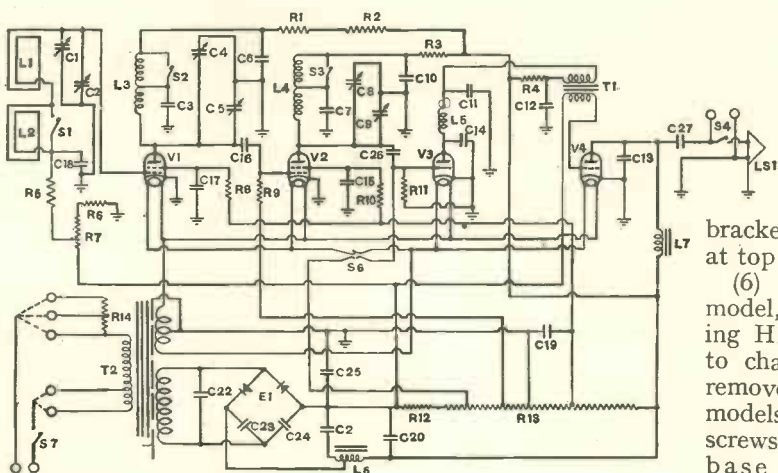 R1 R2
C1 C4 R3
L1 C2 L3 S2 C6 S3 C8 C10 C11 R4 T1
C3 C5 L4 C7 C9 L5 C12 C27 S4
L2 S1 C16 C26 C14
C18 V1 V2 V3 V4 C13 LS1
R5 C17 R8 R9 C15 R10 R11
R6
R7 S6 L7
R14 C19
T2 C25
C22 E1 R12 R13
C23 C24 C2 C20
S7 L6
bracke
at top
(6)
model,
ing H
to cha
remove
models
screws
base